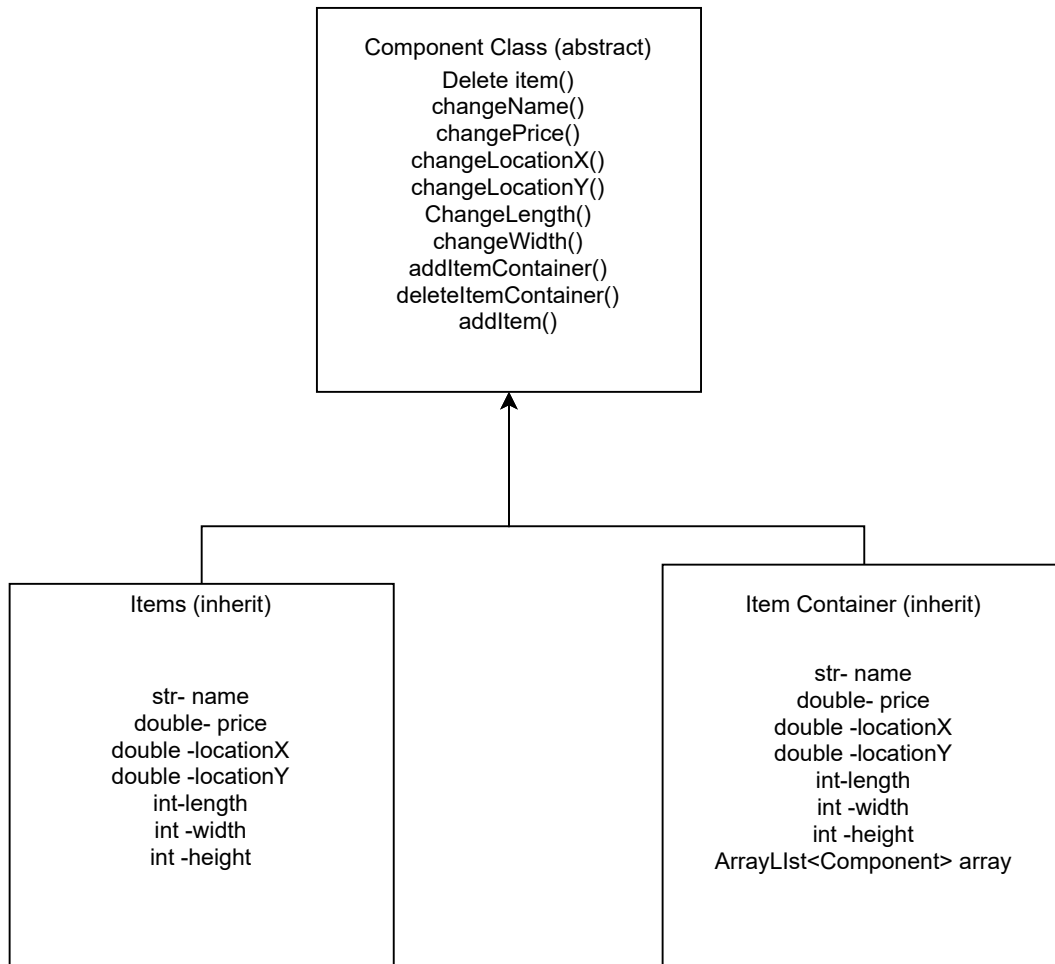 Component Class (abstract)
Delete item()
changeName()
changePrice()
changeLocationX()
changeLocationY()
ChangeLength()
changeWidth()
addItemContainer()
deleteItemContainer()
addItem()
Items (inherit)
str- name
double- price
double -locationX
double -locationY
int-length
int -width
int -height
Item Container (inherit)
str- name
double- price
double -locationX
double -locationY
int-length
int -width
int -height
ArrayLIst<Component> array